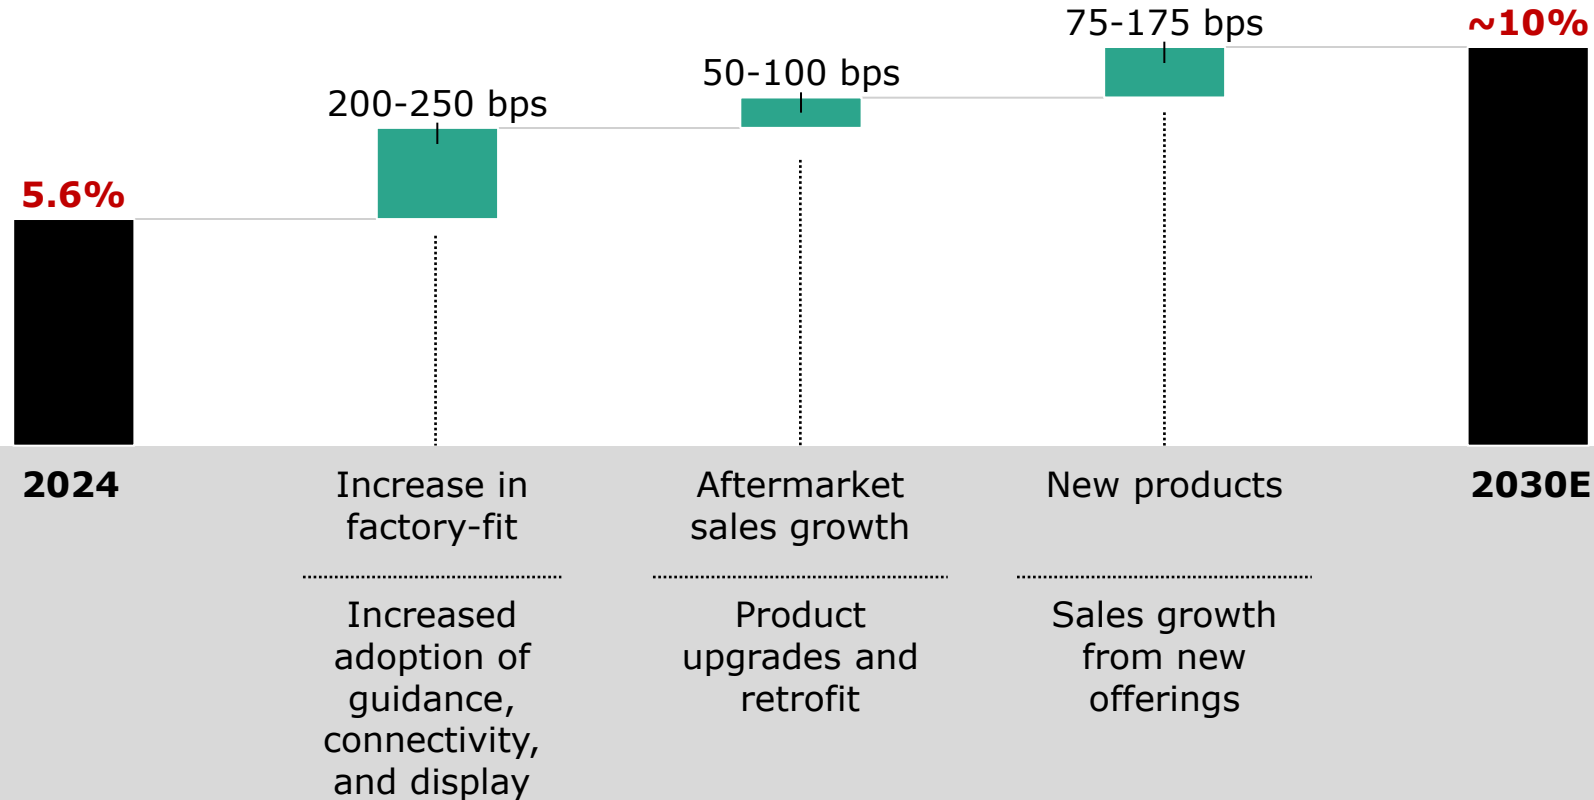 75-175 bps
~10%
50-100 bps
200-250 bps
5.6%
2024
Increase in
factory-fit
Aftermarket
sales growth
New products
2030E
Increased
adoption of
guidance,
connectivity,
and display
Product
upgrades and
retrofit
Sales growth
from new
offerings